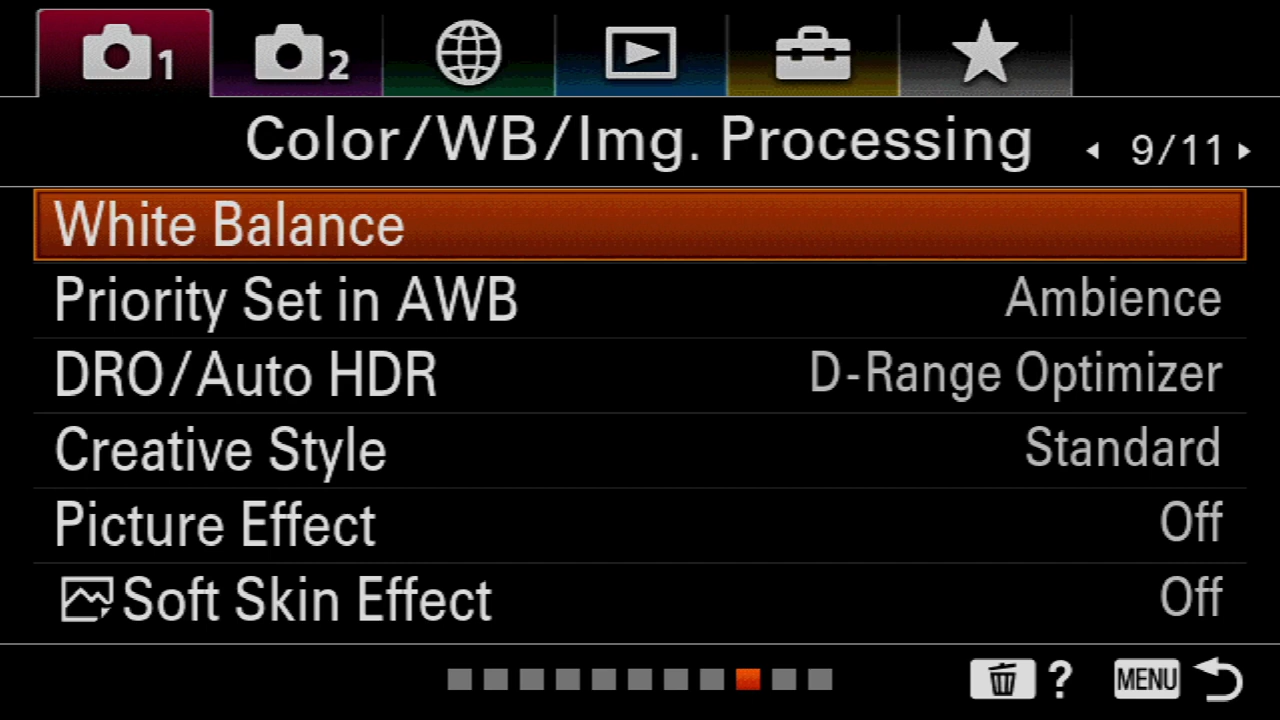 1 2
Color/WB/Img. Processing 9/11
White Balance
Priority Set in AWB Ambience
DRO/Auto HDR D-Range Optimizer
Creative Style Standard
Picture Effect Off
Soft Skin Effect Off
? MENU